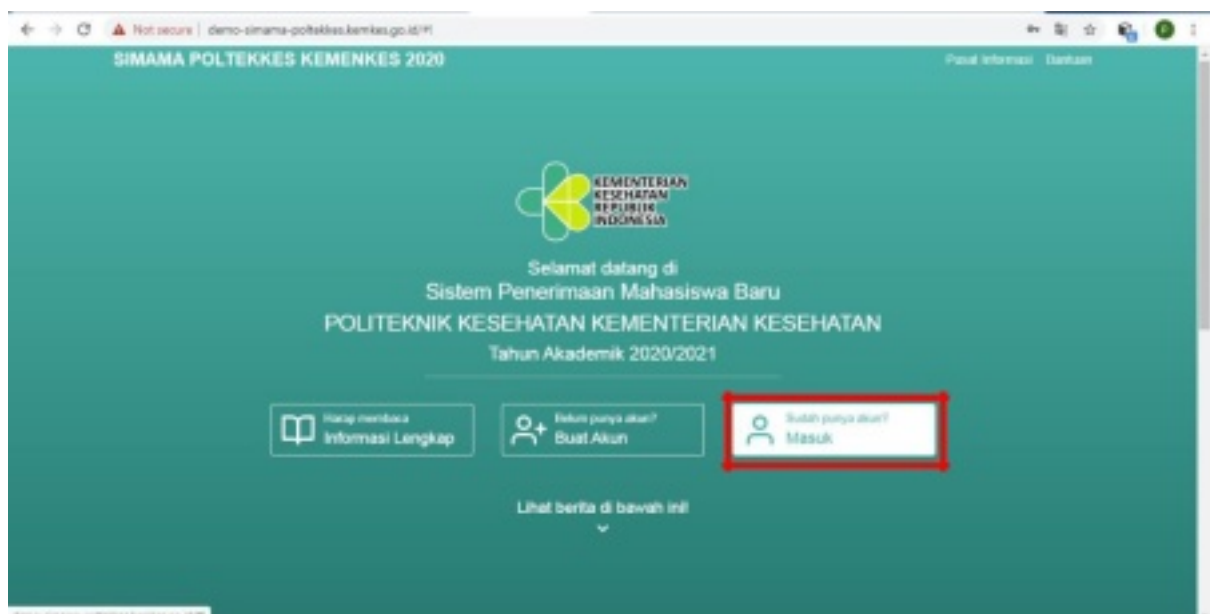 Not secure | demo-simama-poltekkes.kemkes.go.id/#!
SIMAMA POLTEKKES KEMENKES 2020
Pusat Informasi Bantuan
KEMENTERIAN
KESEHATAN
REPUBLIK
INDONESIA
Selamat datang di
Sistem Penerimaan Mahasiswa Baru
POLITEKNIK KESEHATAN KEMENTERIAN KESEHATAN
Tahun Akademik 2020/2021
Harap membaca
Informasi Lengkap
Belum punya akun?
Buat Akun
Sudah punya akun?
Masuk
Lihat berita di bawah ini!